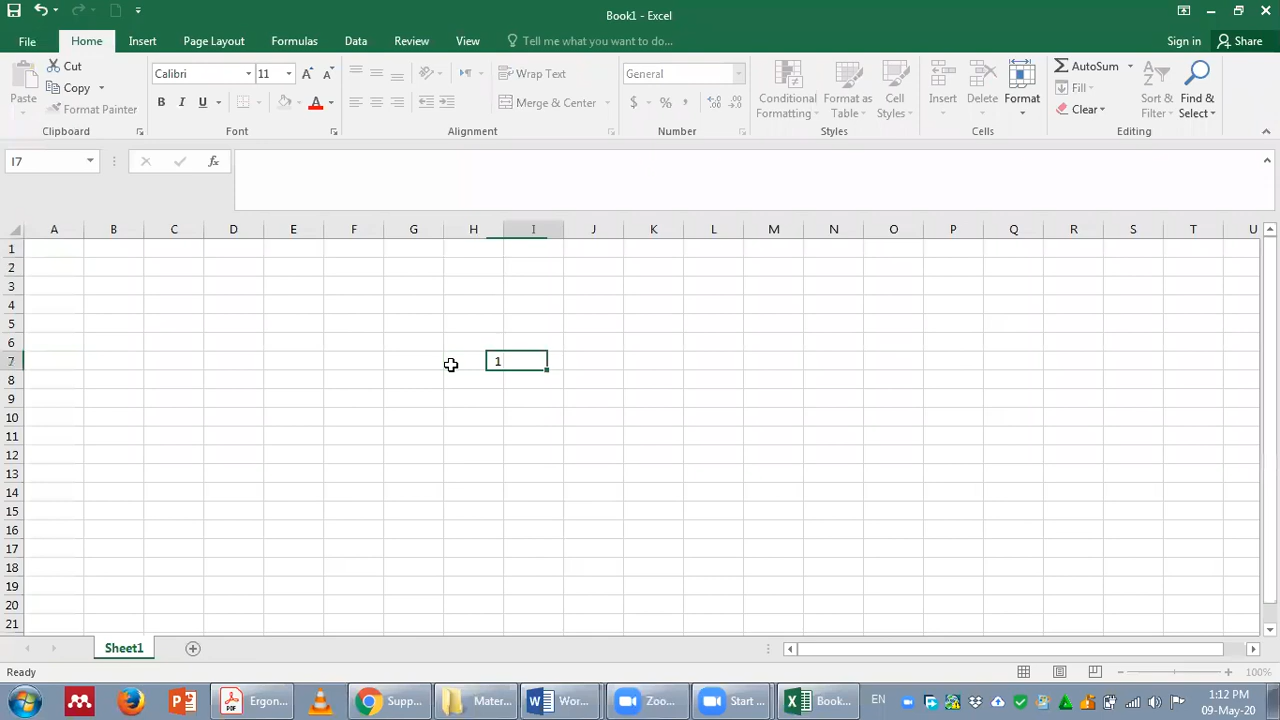 Book1 - Excel
File Home Insert Page Layout Formulas Data Review View Tell me what you want to do... Sign in Share
Paste
Cut
Copy
Format Painter
Clipboard
Calibri 11
B I U A
Font
Wrap Text
Merge & Center
Alignment
General
$ % ,
Number
Conditional Formatting
Format as Table
Cell Styles
Styles
Insert Delete Format
Cells
AutoSum
Fill
Clear
Sort & Filter
Find & Select
Editing
I7 fx
A B C D E F G H I J K L M N O P Q R S T U
1
2
3
4
5
6
7 1
8
9
10
11
12
13
14
15
16
17
18
19
20
21
Sheet1
Ready 100%
Ergon... Supp... Mater... Wor... Zoo... Start ... Book... EN 1:12 PM
09-May-20